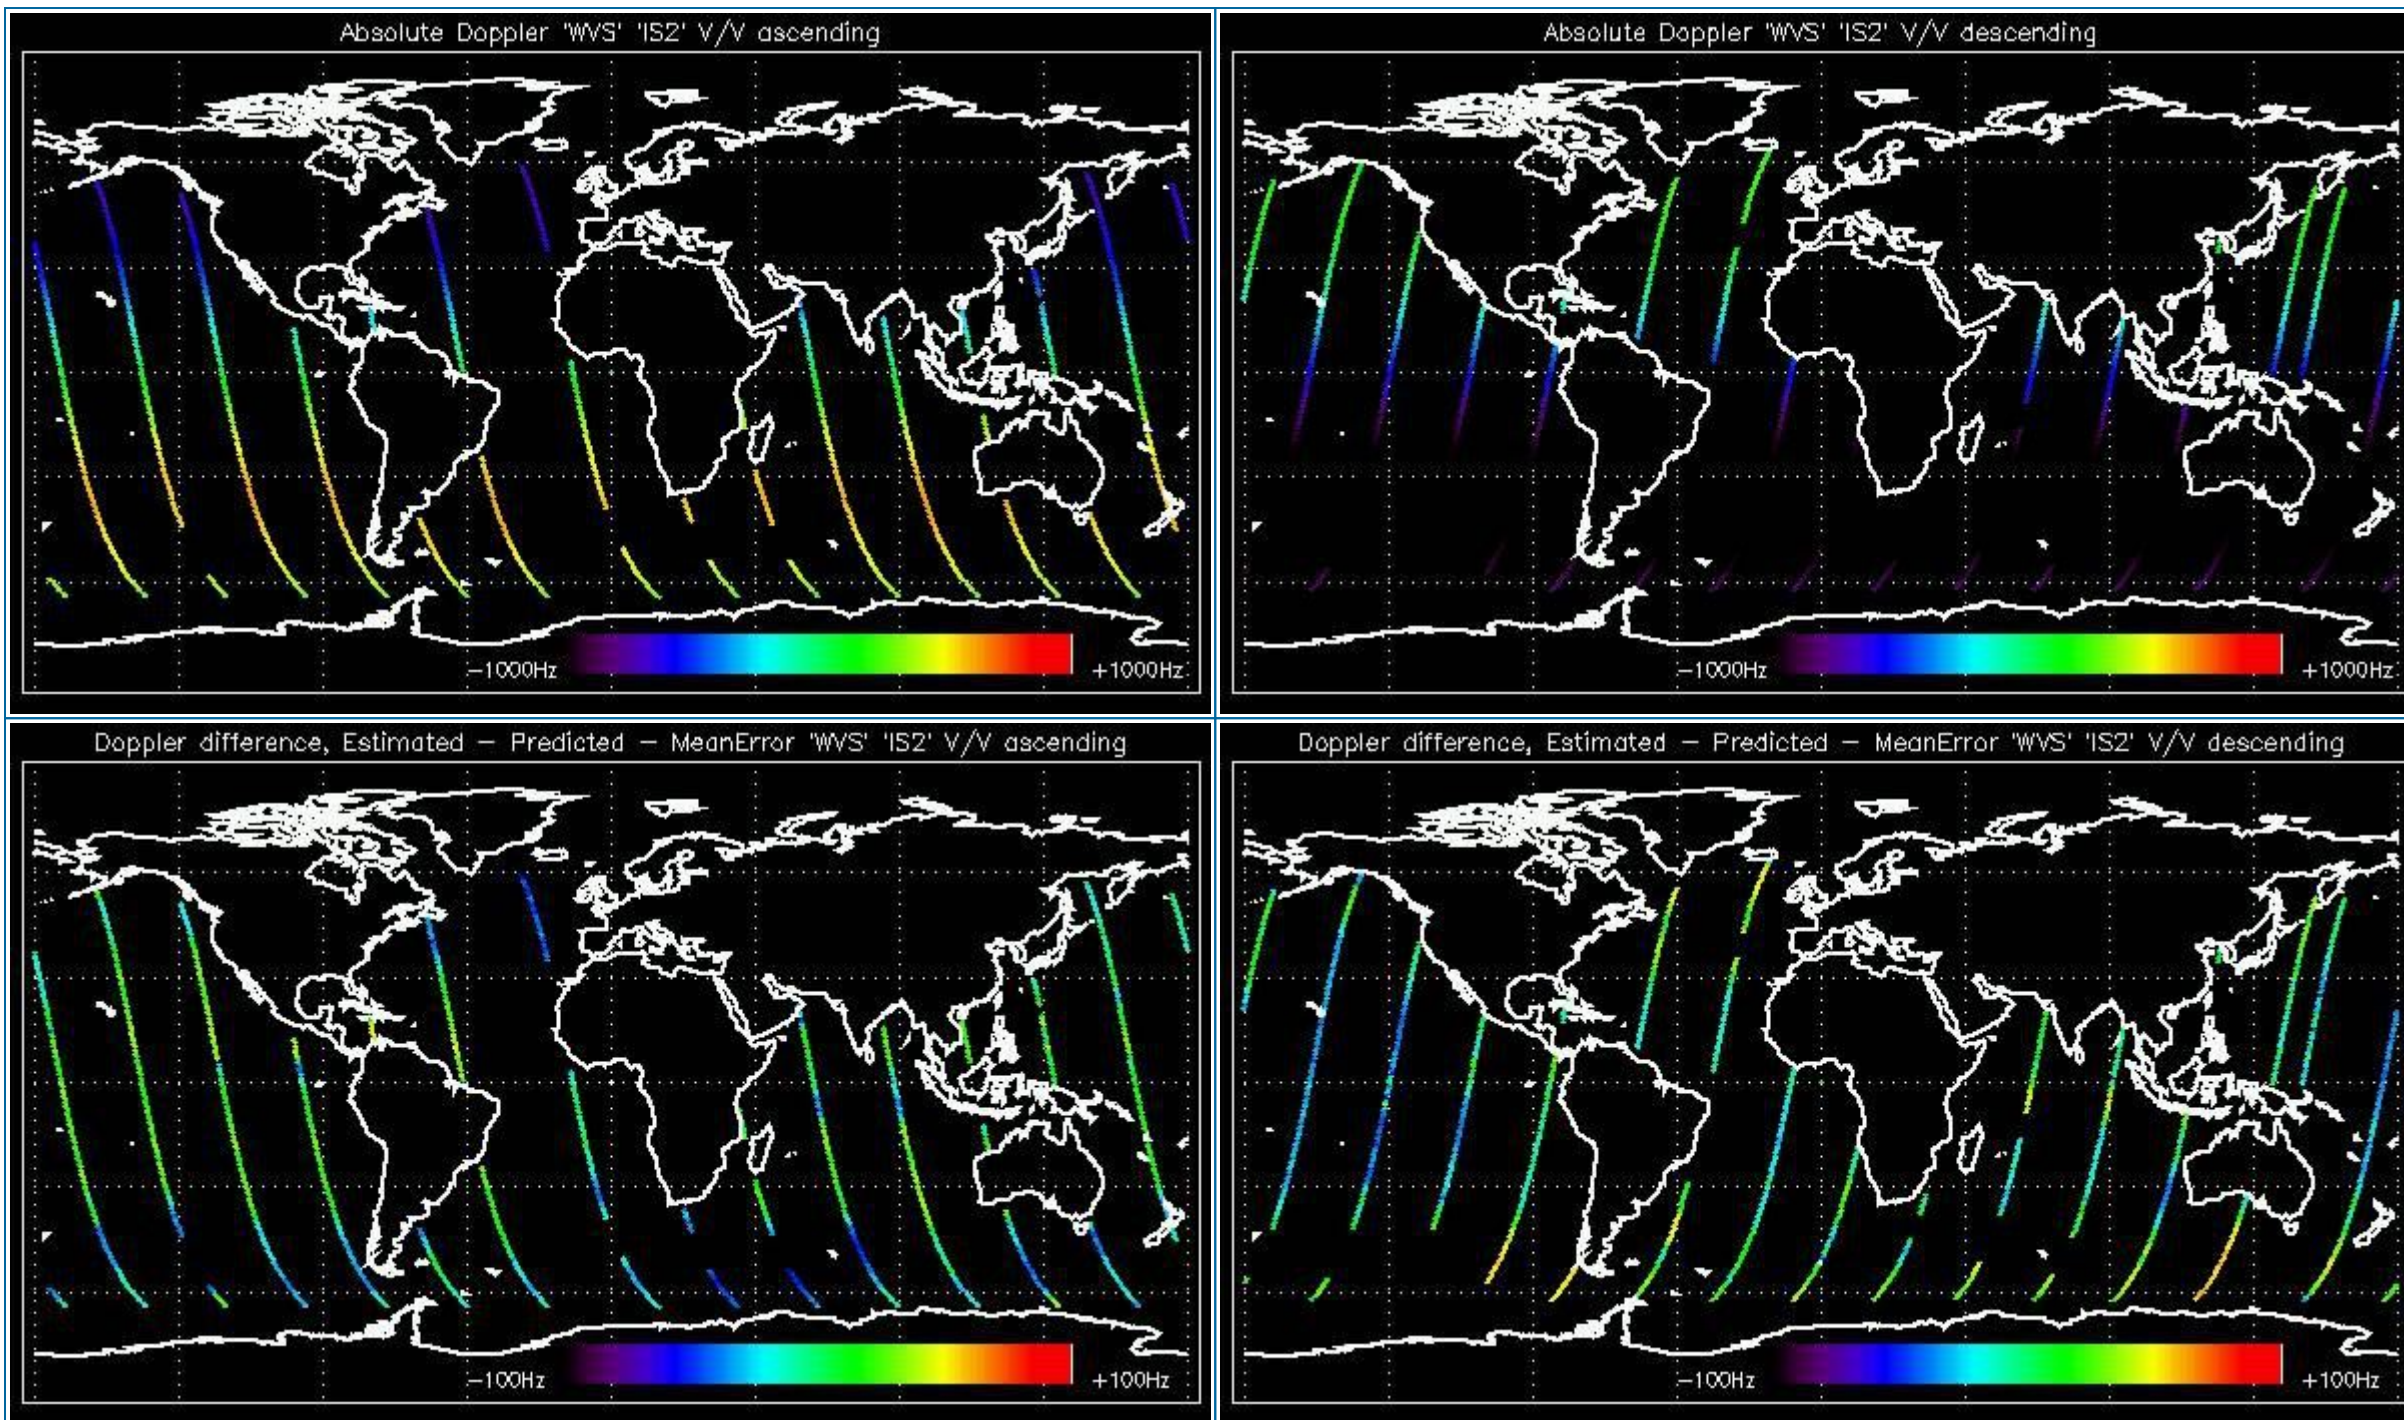 Absolute Doppler 'WVS' 'IS2' V/V ascending
-1000Hz +1000Hz
Absolute Doppler 'WVS' 'IS2' V/V descending
-1000Hz +1000Hz
Doppler difference, Estimated - Predicted - MeanError 'WVS' 'IS2' V/V ascending
-100Hz +100Hz
Doppler difference, Estimated - Predicted - MeanError 'WVS' 'IS2' V/V descending
-100Hz +100Hz